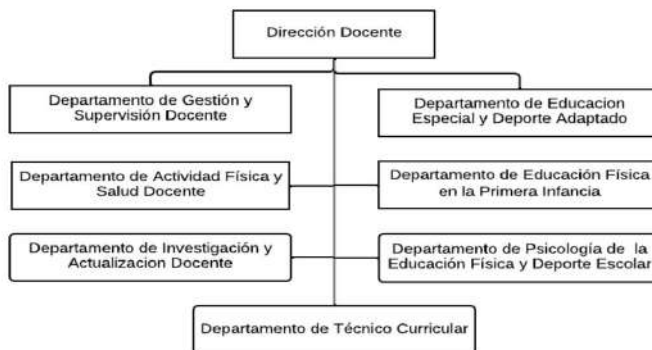 Dirección Docente
Departamento de Gestión y
Supervisión Docente
Departamento de Educacion
Especial y Deporte Adaptado
Departamento de Actividad Física y
Salud Docente
Departamento de Educación Física
en la Primera Infancia
Departamento de Investigación y
Actualizacion Docente
Departamento de Psicología de la
Educación Física y Deporte Escolar
Departamento de Técnico Curricular